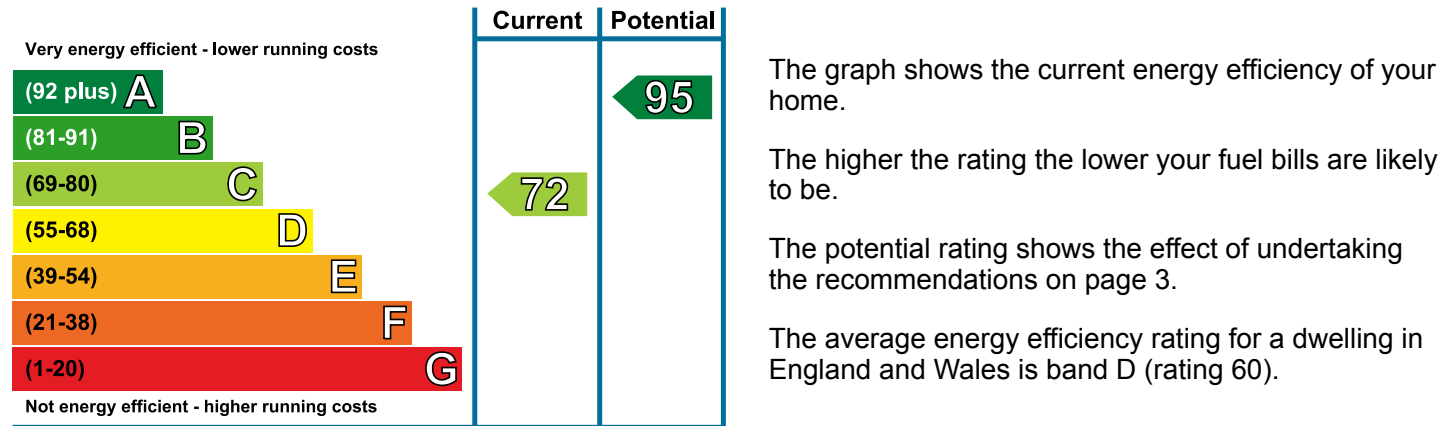 Current Potential
Very energy efficient - lower running costs
(92 plus) A
95
(81-91) B
(69-80) C
72
(55-68) D
(39-54) E
(21-38) F
(1-20) G
Not energy efficient - higher running costs
The graph shows the current energy efficiency of your
home.
The higher the rating the lower your fuel bills are likely
to be.
The potential rating shows the effect of undertaking
the recommendations on page 3.
The average energy efficiency rating for a dwelling in
England and Wales is band D (rating 60).